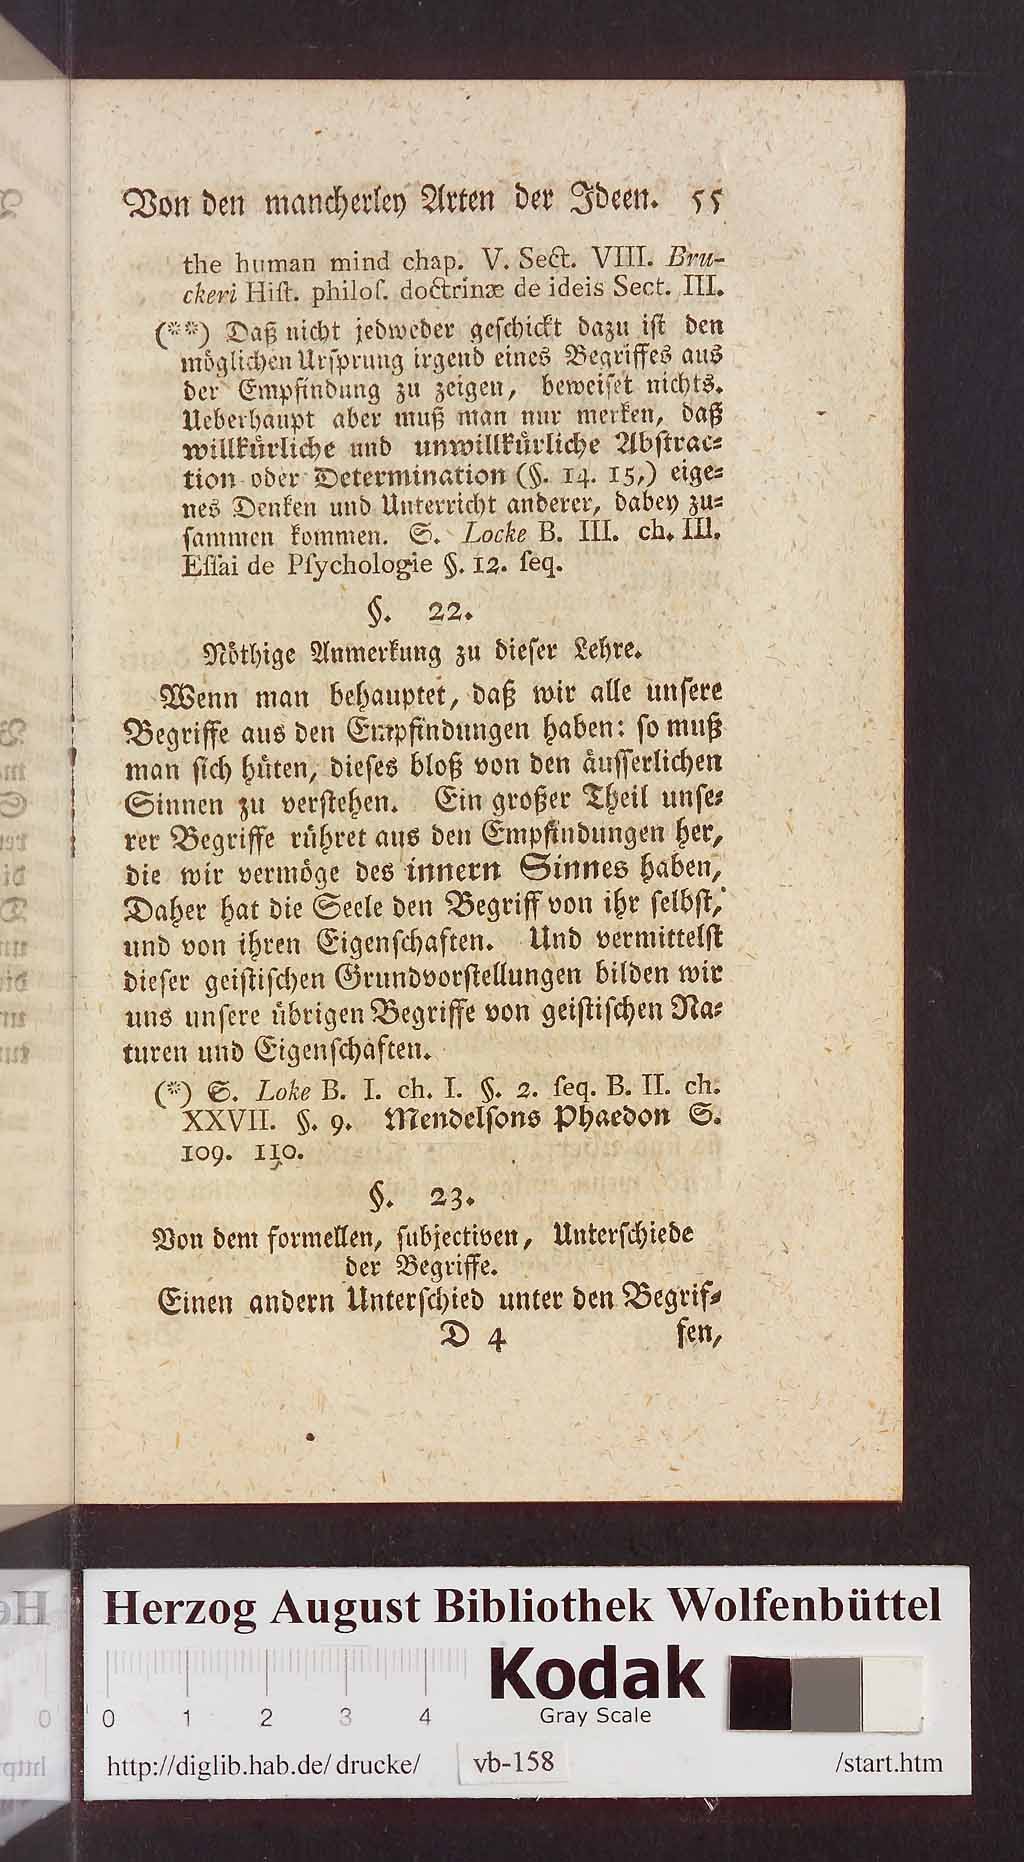 Von den mancherley Arten der Ideen. 55
the human mind chap. V. Sect. VIII. Bru-
ckeri Hiſt. philoſ. doctrinæ de ideis Sect. III.
(**) Daß nicht jedweder geſchickt dazu iſt den
möglichen Urſprung irgend eines Begriffes aus
der Empfindung zu zeigen, beweiſet nichts.
Ueberhaupt aber muß man nur merken, daß
willkürliche und unwillkürliche Abſtrac-
tion oder Determination (§. 14. 15,) eige-
nes Denken und Unterricht anderer, dabey zu-
ſammen kommen. S. Locke B. III. ch. III.
Eſſai de Pſychologie §. 12. ſeq.
§. 22.
Nöthige Anmerkung zu dieſer Lehre.
Wenn man behauptet, daß wir alle unſere
Begriffe aus den Empfindungen haben: ſo muß
man ſich hüten, dieſes bloß von den äuſſerlichen
Sinnen zu verſtehen. Ein großer Theil unſe-
rer Begriffe rühret aus den Empfindungen her,
die wir vermöge des innern Sinnes haben,
Daher hat die Seele den Begriff von ihr ſelbſt,
und von ihren Eigenſchaften. Und vermittelſt
dieſer geiſtiſchen Grundvorſtellungen bilden wir
uns unſere übrigen Begriffe von geiſtiſchen Na-
turen und Eigenſchaften.
(*) S. Loke B. I. ch. I. §. 2. ſeq. B. II. ch.
XXVII. §. 9. Mendelſons Phaedon S.
109. 110.
§. 23.
Von dem formellen, ſubjectiven, Unterſchiede
der Begriffe.
Einen andern Unterſchied unter den Begrif-
D 4 fen,
Herzog August Bibliothek Wolfenbüttel
Kodak
Gray Scale
0 1 2 3 4
http://diglib.hab.de/drucke/ vb-158 /start.htm